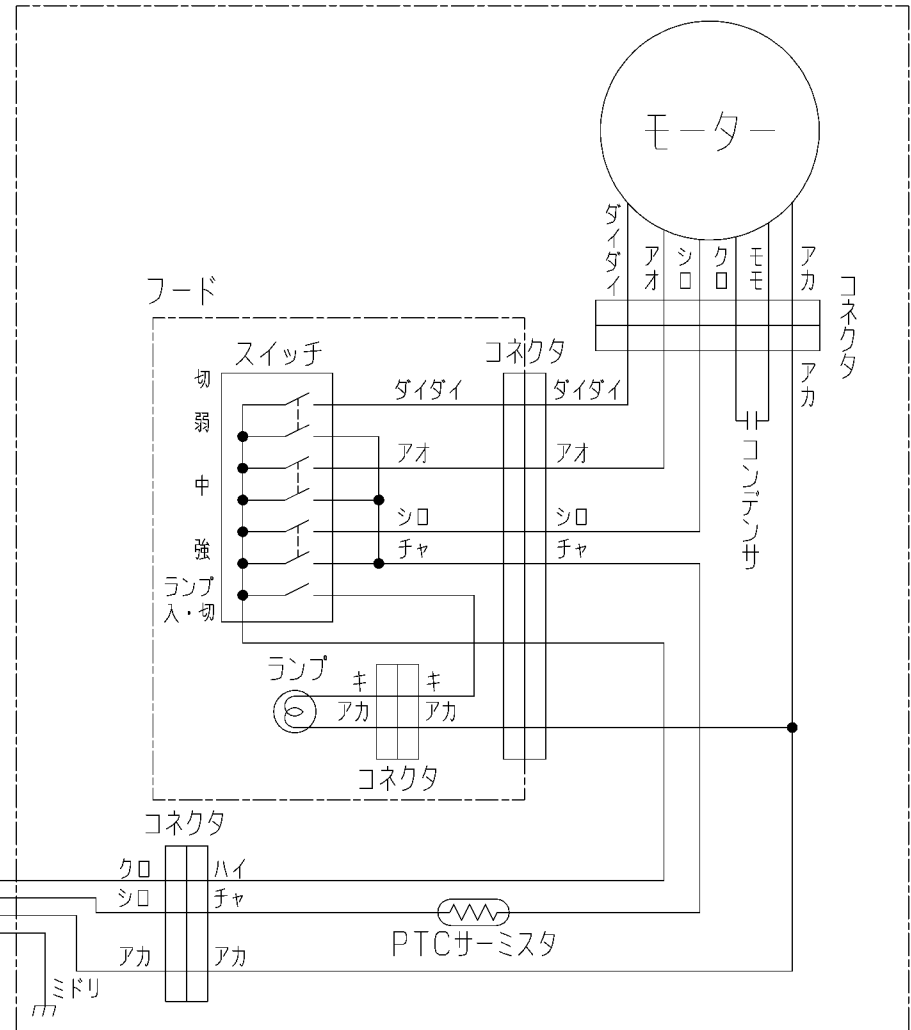 モーター
ダイダイ
アオ
シロ
クロ
モモ
アカ
コネクタ
アカ
コンデンサ
フード
スイッチ
コネクタ
切
弱
中
強
ランプ
入・切
ダイダイ
ダイダイ
アオ
アオ
シロ
シロ
チャ
チャ
ランプ
キ
キ
アカ
アカ
コネクタ
コネクタ
クロ
ハイ
シロ
チャ
PTCサーミスタ
アカ
アカ
ミドリ